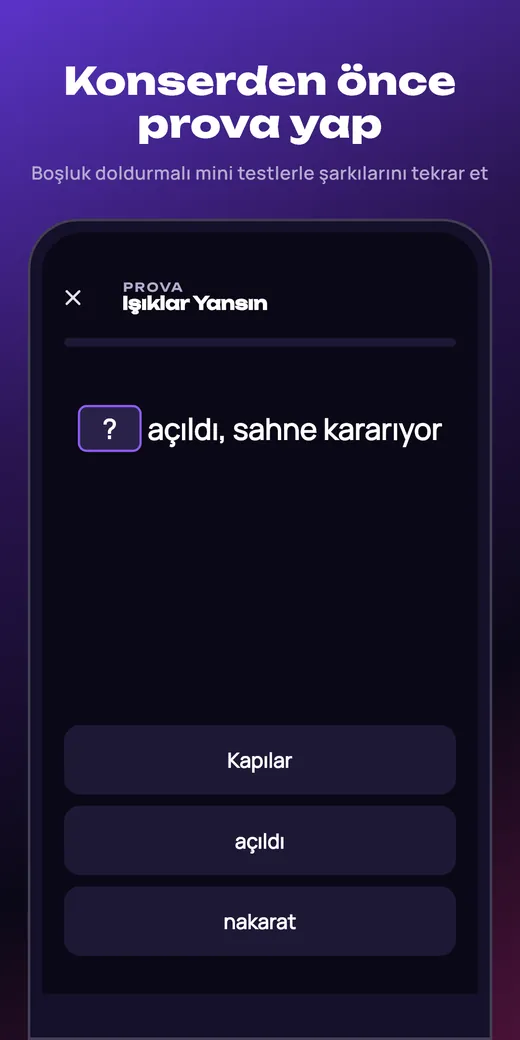 Konserden önce
prova yap
Boşluk doldurmalı mini testlerle şarkılarını tekrar et
PROVA
Işıklar Yansın
? açıldı, sahne kararıyor
Kapılar
açıldı
nakarat